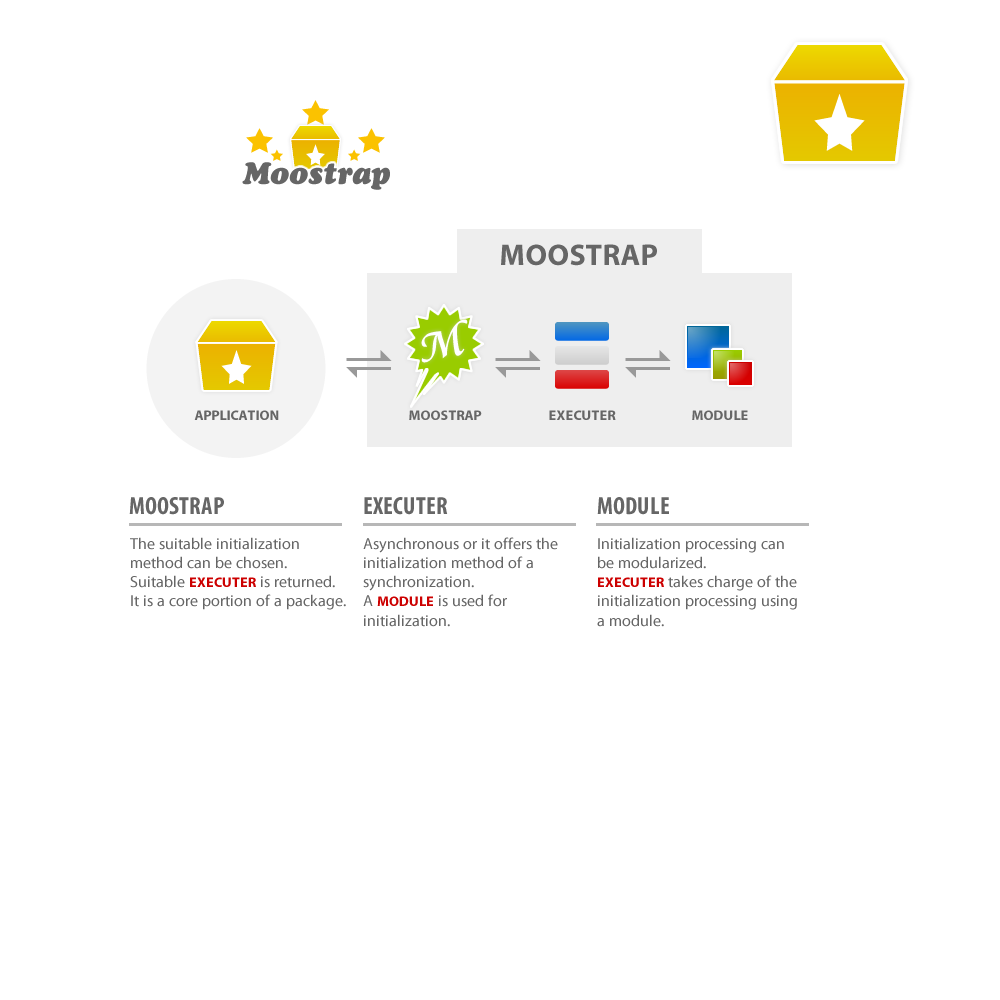 Moostrap
MOOSTRAP
M
APPLICATION
MOOSTRAP
EXECUTER
MODULE
MOOSTRAP
The suitable initialization
method can be chosen.
Suitable EXECUTER is returned.
It is a core portion of a package.
EXECUTER
Asynchronous or it offers the
initialization method of a
synchronization.
A MODULE is used for
initialization.
MODULE
Initialization processing can
be modularized.
EXECUTER takes charge of the
initialization processing using
a module.